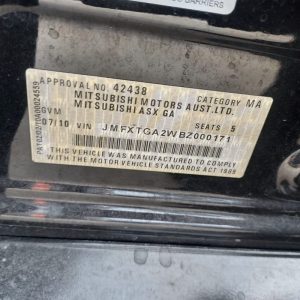 BARRIERS
APPROVAL NO. 42438 CATEGORY MA
MITSUBISHI MOTORS AUST.LTD.
MITSUBISHI ASX GA
GVM SEATS 5
07/10 JMFXTGA2WBZ000171
THIS VEHICLE WAS MANUFACTURED TO COMPLY
WITH THE MOTOR VEHICLE STANDARDS ACT 1989